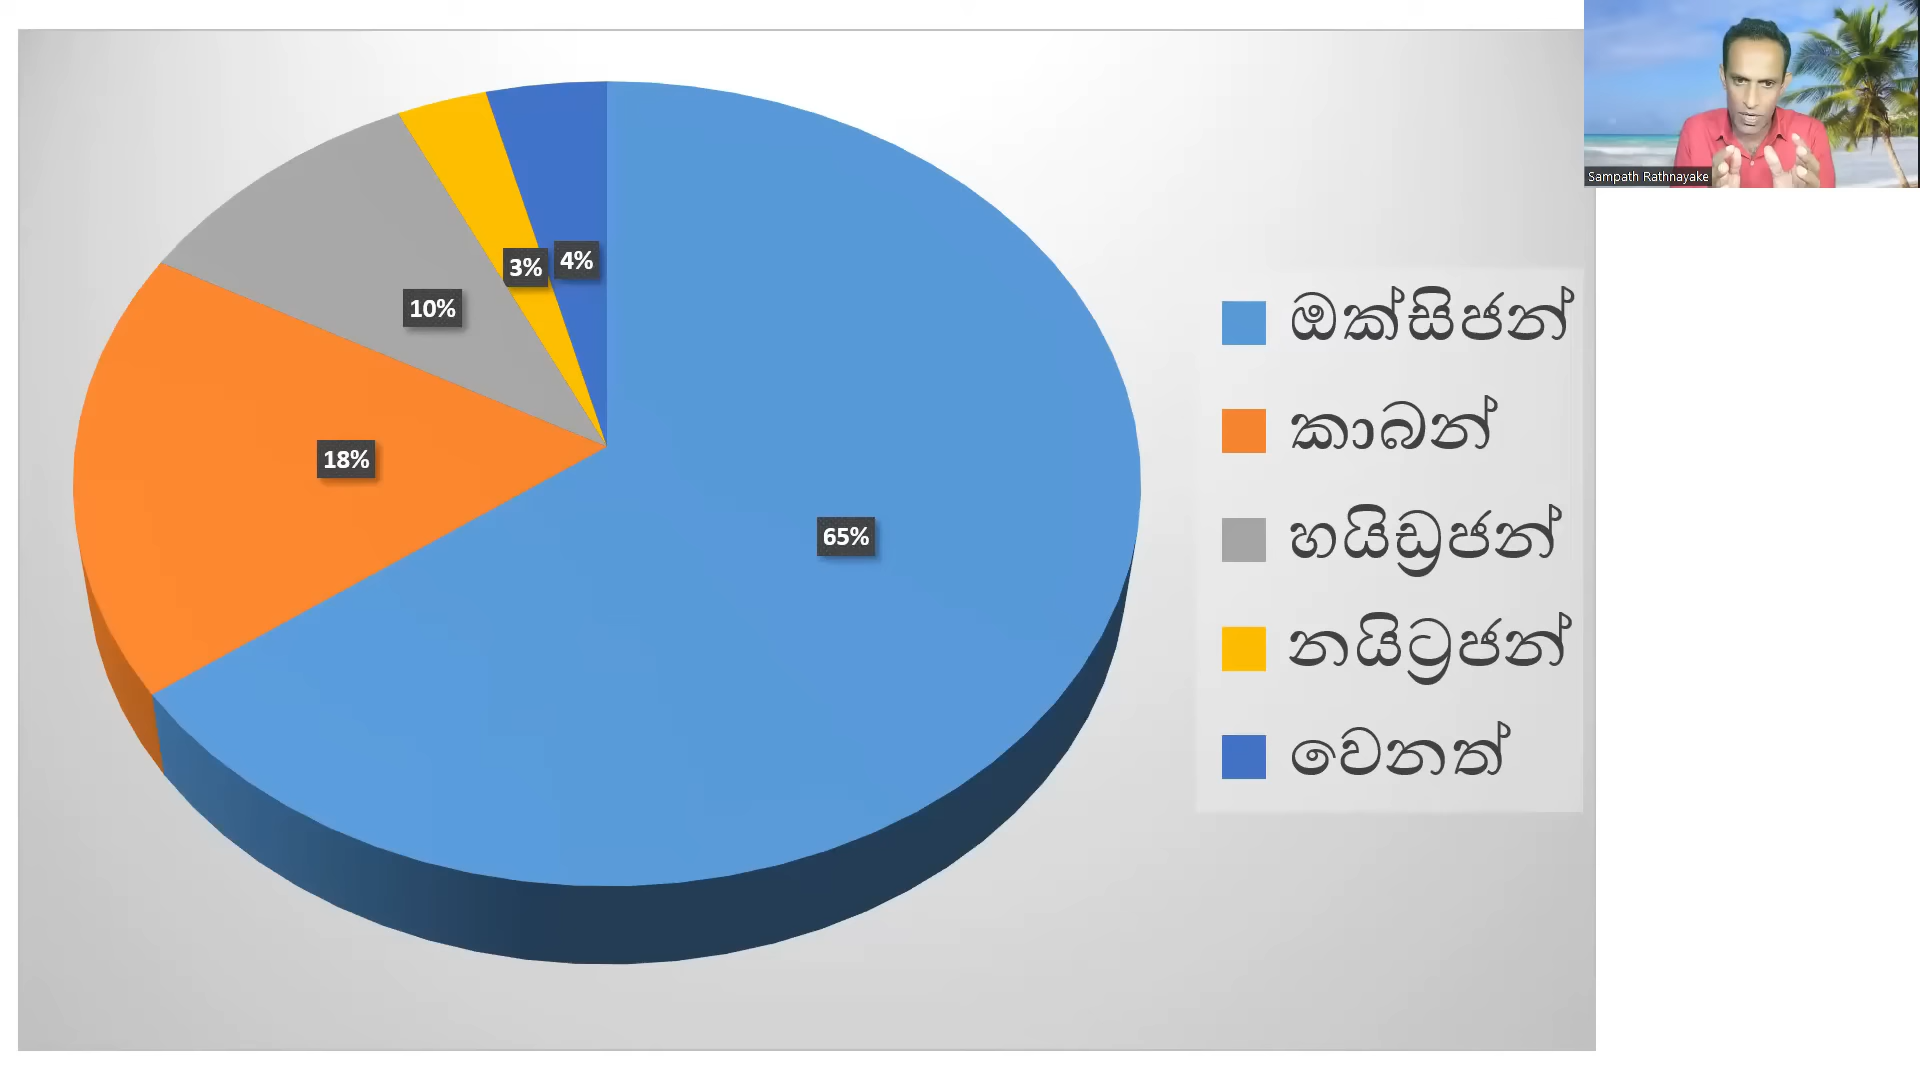 Sampath Rathnayake
3% 4%
10%
18%
65%
ඔක්සිජන්
කාබන්
හයිඩ්‍රජන්
නයිට්‍රජන්
වෙනත්